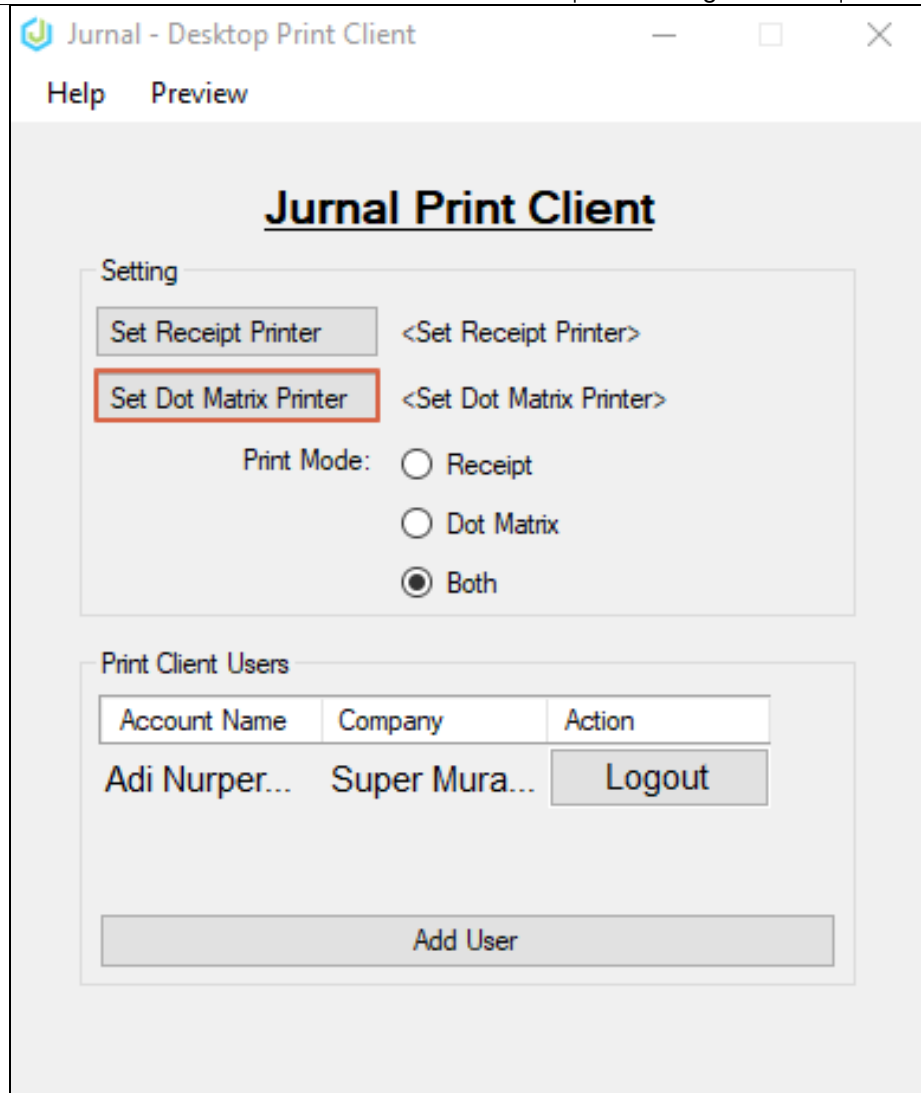 Jurnal - Desktop Print Client
Help Preview
Jurnal Print Client
Setting
Set Receipt Printer <Set Receipt Printer>
Set Dot Matrix Printer <Set Dot Matrix Printer>
Print Mode: Receipt
Dot Matrix
Both
Print Client Users
Account Name Company Action
Adi Nurper... Super Mura... Logout
Add User